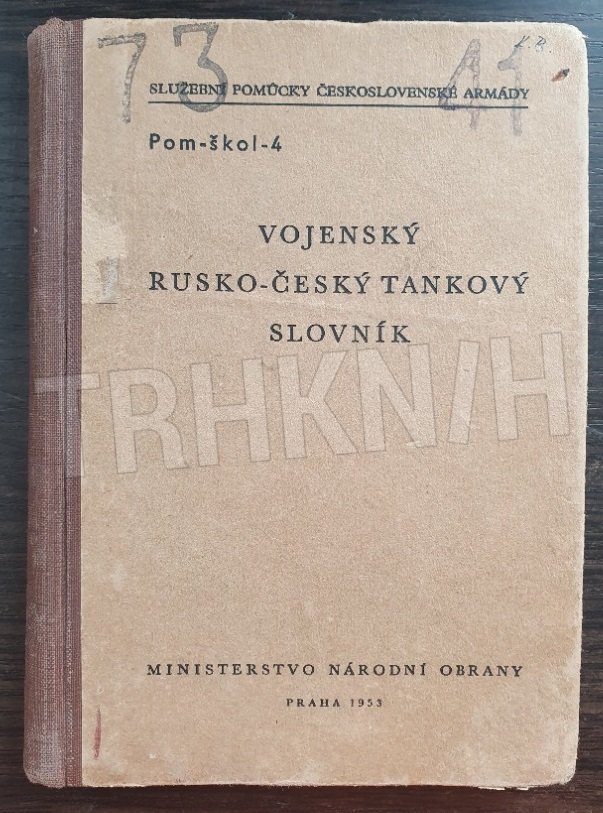 73
41
K.B.
SLUŽEBNÍ POMŮCKY ČESKOSLOVENSKÉ ARMÁDY
Pom-škol-4
VOJENSKÝ
RUSKO-ČESKÝ TANKOVÝ
SLOVNÍK
TRHKNIH
MINISTERSTVO NÁRODNÍ OBRANY
PRAHA 1953